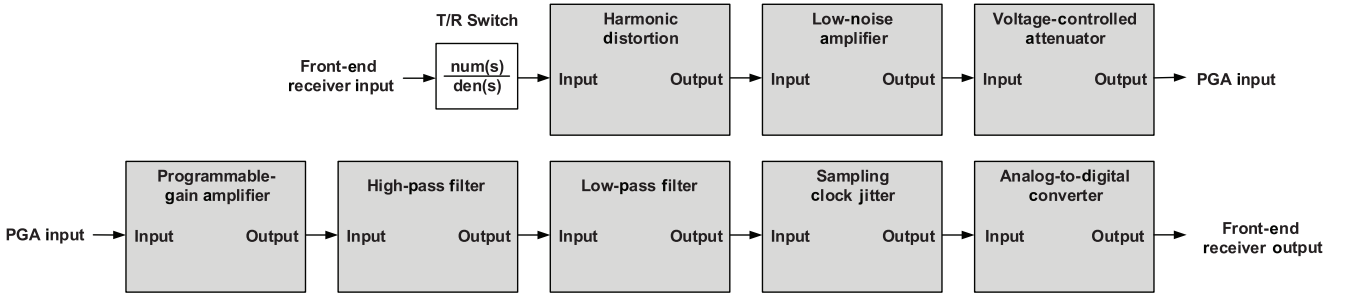 T/R Switch
Front-end
receiver input
num(s)
den(s)
Harmonic
distortion
Input Output
Low-noise
amplifier
Input Output
Voltage-controlled
attenuator
Input Output
PGA input
PGA input
Programmable-
gain amplifier
Input Output
High-pass filter
Input Output
Low-pass filter
Input Output
Sampling
clock jitter
Input Output
Analog-to-digital
converter
Input Output
Front-end
receiver output